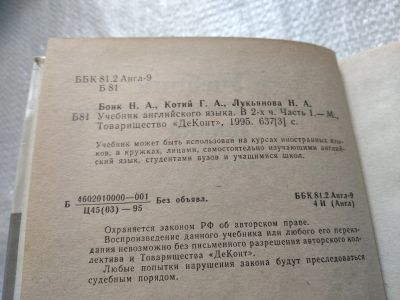 ББК 81.2 Англ-9
Б 81
Бонк Н. А., Котий Г. А., Лукьянова Н. А.
Б81 Учебник английского языка. В 2-х ч. Часть 1.— М.,
Товарищество «ДеКонт», 1995. 637[3] с.
Учебник может быть использован на курсах иностранных язы-
ков, в кружках, лицами, самостоятельно изучающими англий-
ский язык, студентами вузов и учащимися школ.
Б 4602010000—001 Без объявл. ББК 81.2 Англ-9
Ц45(03) — 95 4 И (Англ)
Охраняется законом РФ об авторском праве.
Воспроизведение данного учебника или любого его переиз-
дания невозможно без письменного разрешения авторского кол-
лектива и Товарищества «ДеКонт».
Любые попытки нарушения закона будут преследоваться
судебным порядком.